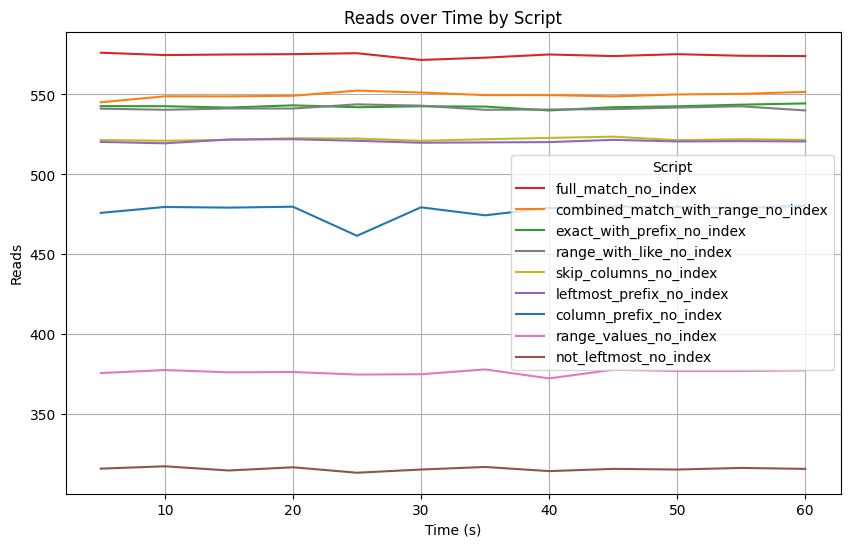 Reads over Time by Script
Reads
550
500
450
400
350
10 20 30 40 50 60
Time (s)
Script
full_match_no_index
combined_match_with_range_no_index
exact_with_prefix_no_index
range_with_like_no_index
skip_columns_no_index
leftmost_prefix_no_index
column_prefix_no_index
range_values_no_index
not_leftmost_no_index